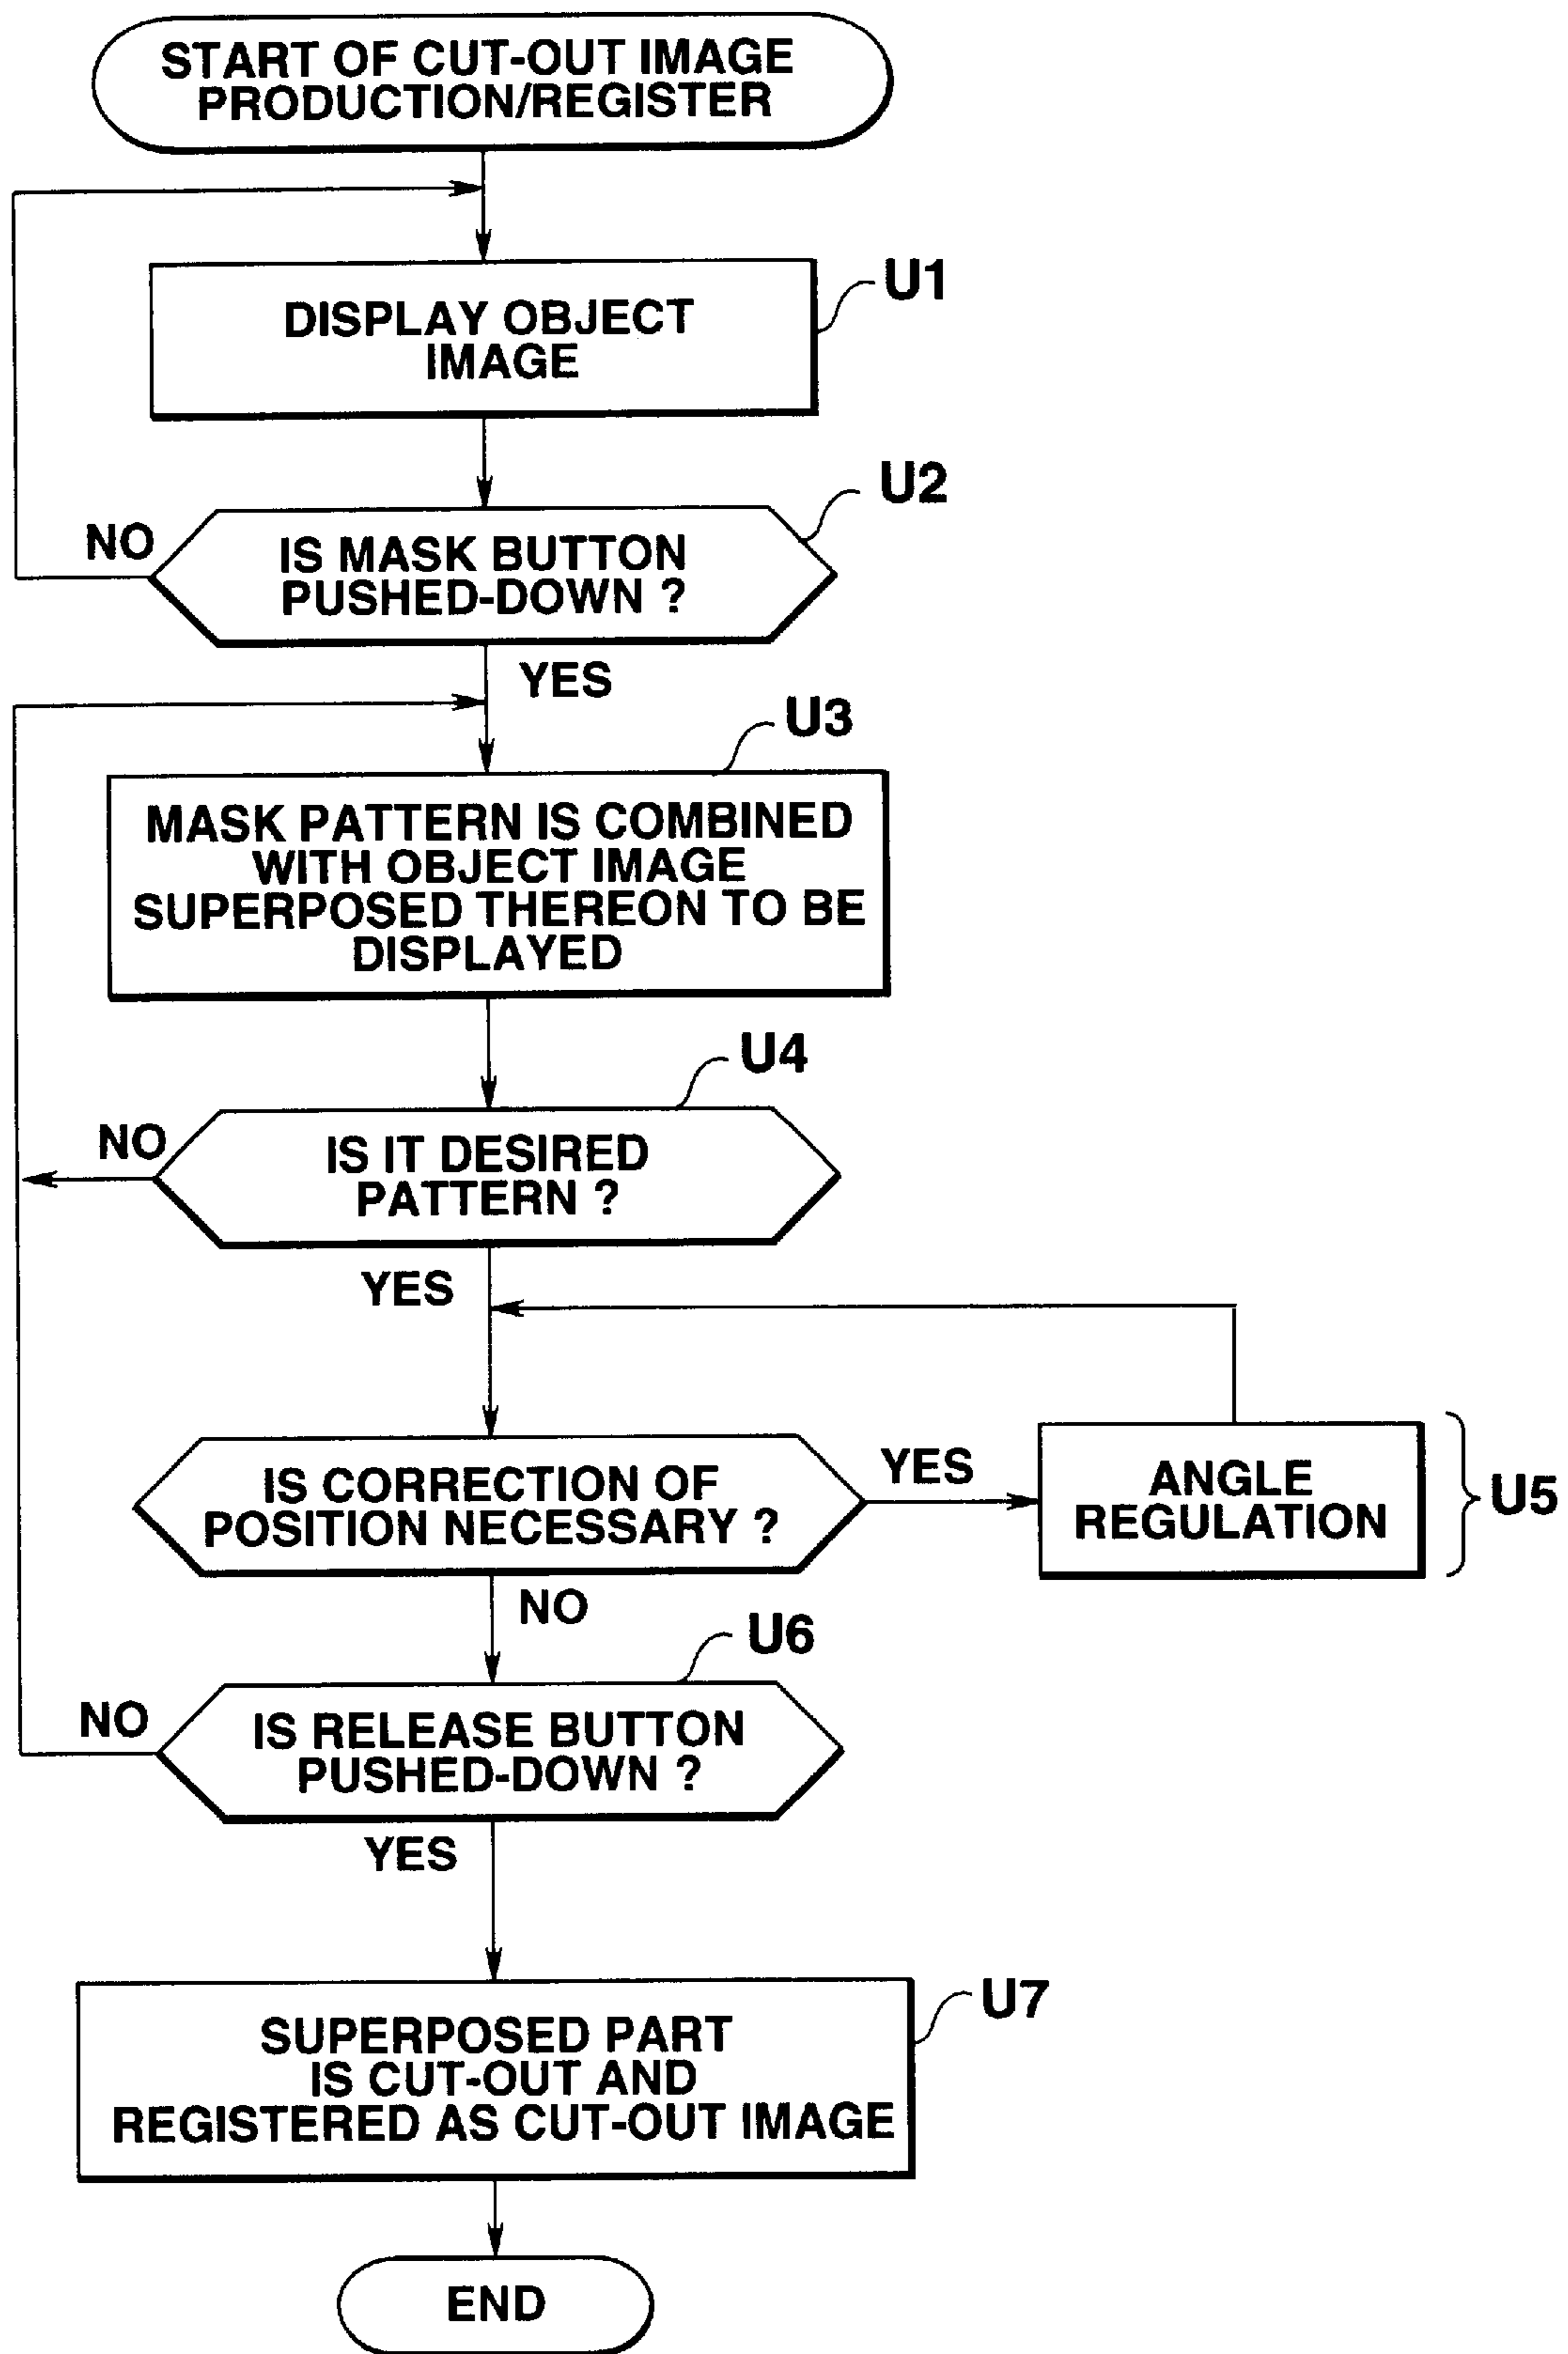 START OF CUT-OUT IMAGE
PRODUCTION/REGISTER
U1
DISPLAY OBJECT
IMAGE
U2
NO
IS MASK BUTTON
PUSHED-DOWN ?
YES
U3
MASK PATTERN IS COMBINED
WITH OBJECT IMAGE
SUPERPOSED THEREON TO BE
DISPLAYED
U4
NO
IS IT DESIRED
PATTERN ?
YES
IS CORRECTION OF
POSITION NECESSARY ?
YES
ANGLE
REGULATION
U5
NO
U6
NO
IS RELEASE BUTTON
PUSHED-DOWN ?
YES
U7
SUPERPOSED PART
IS CUT-OUT AND
REGISTERED AS CUT-OUT IMAGE
END